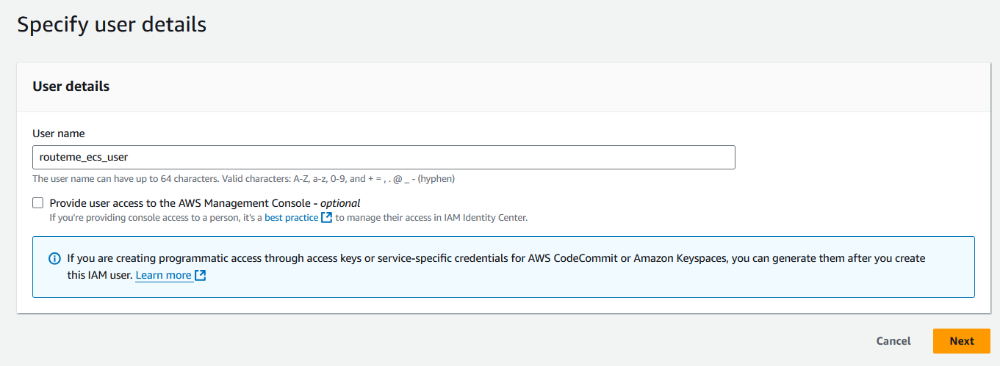 Specify user details
User details
User name
routeme_ecs_user
The user name can have up to 64 characters. Valid characters: A-Z, a-z, 0-9, and + = , . @ _ - (hyphen)
Provide user access to the AWS Management Console - optional
If you're providing console access to a person, it's a best practice to manage their access in IAM Identity Center.
If you are creating programmatic access through access keys or service-specific credentials for AWS CodeCommit or Amazon Keyspaces, you can generate them after you create
this IAM user. Learn more
Cancel
Next